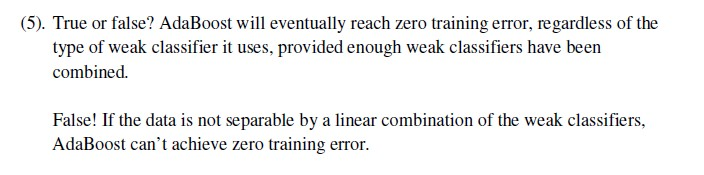 (5). True or false? AdaBoost will eventually reach zero training error, regardless of the
type of weak classifier it uses, provided enough weak classifiers have been
combined.
False! If the data is not separable by a linear combination of the weak classifiers,
AdaBoost can't achieve zero training error.